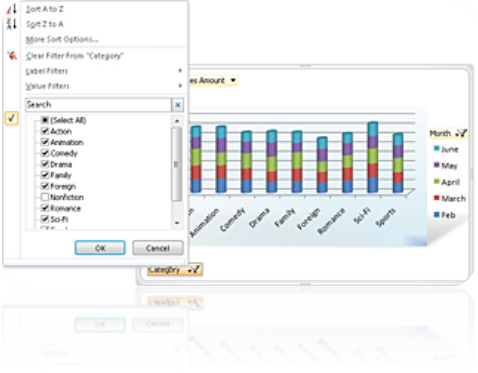 Sort A to Z
Sort Z to A
More Sort Options...
Clear Filter From "Category"
Label Filters
Value Filters
Search
(Select All)
Action
Animation
Comedy
Drama
Family
Foreign
Nonfiction
Romance
Sci-Fi
OK
Cancel
es Amount
Animation
Comedy
Drama
Family
Foreign
Romance
Sci-Fi
Sports
Month
June
May
April
March
Feb
Category